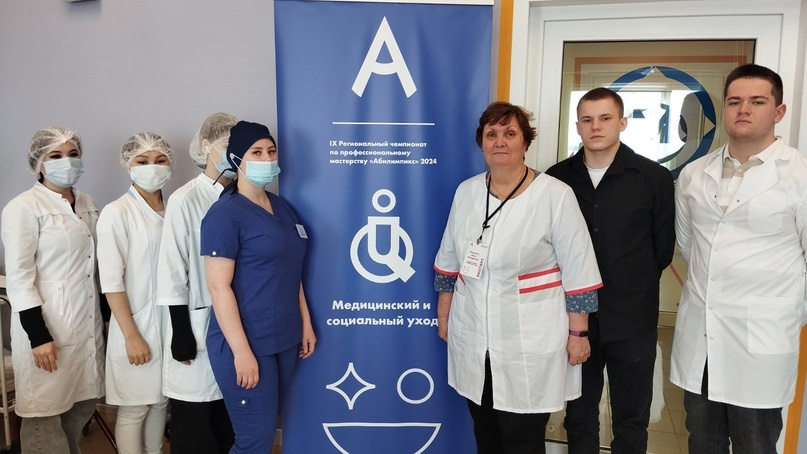 А
IX Региональный чемпионат
по профессиональному
мастерству «Абилимпикс» 2024
Медицинский и
социальный уход